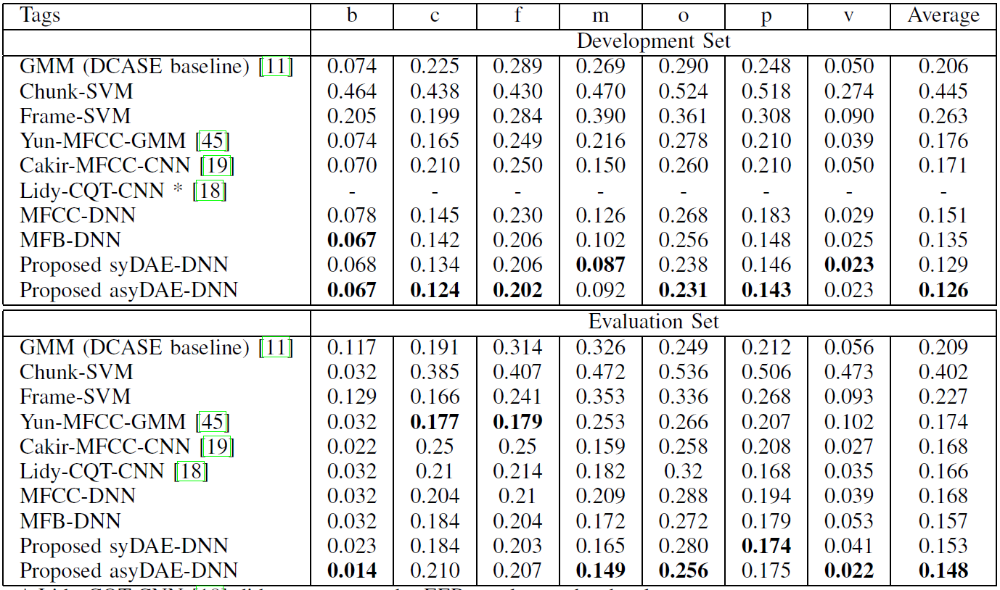 Tags b c f m o p v Average
Development Set
GMM (DCASE baseline) [11] 0.074 0.225 0.289 0.269 0.290 0.248 0.050 0.206
Chunk-SVM 0.464 0.438 0.430 0.470 0.524 0.518 0.274 0.445
Frame-SVM 0.205 0.199 0.284 0.390 0.361 0.308 0.090 0.263
Yun-MFCC-GMM [45] 0.074 0.165 0.249 0.216 0.278 0.210 0.039 0.176
Cakir-MFCC-CNN [19] 0.070 0.210 0.250 0.150 0.260 0.210 0.050 0.171
Lidy-CQT-CNN * [18] - - - - - - - -
MFCC-DNN 0.078 0.145 0.230 0.126 0.268 0.183 0.029 0.151
MFB-DNN 0.067 0.142 0.206 0.102 0.256 0.148 0.025 0.135
Proposed syDAE-DNN 0.068 0.134 0.206 0.087 0.238 0.146 0.023 0.129
Proposed asyDAE-DNN 0.067 0.124 0.202 0.092 0.231 0.143 0.023 0.126
Evaluation Set
GMM (DCASE baseline) [11] 0.117 0.191 0.314 0.326 0.249 0.212 0.056 0.209
Chunk-SVM 0.032 0.385 0.407 0.472 0.536 0.506 0.473 0.402
Frame-SVM 0.129 0.166 0.241 0.353 0.336 0.268 0.093 0.227
Yun-MFCC-GMM [45] 0.032 0.177 0.179 0.253 0.266 0.207 0.102 0.174
Cakir-MFCC-CNN [19] 0.022 0.25 0.25 0.159 0.258 0.208 0.027 0.168
Lidy-CQT-CNN [18] 0.032 0.21 0.214 0.182 0.32 0.168 0.035 0.166
MFCC-DNN 0.032 0.204 0.21 0.209 0.288 0.194 0.039 0.168
MFB-DNN 0.032 0.184 0.204 0.172 0.272 0.179 0.053 0.157
Proposed syDAE-DNN 0.023 0.184 0.203 0.165 0.280 0.174 0.041 0.153
Proposed asyDAE-DNN 0.014 0.210 0.207 0.149 0.256 0.175 0.022 0.148